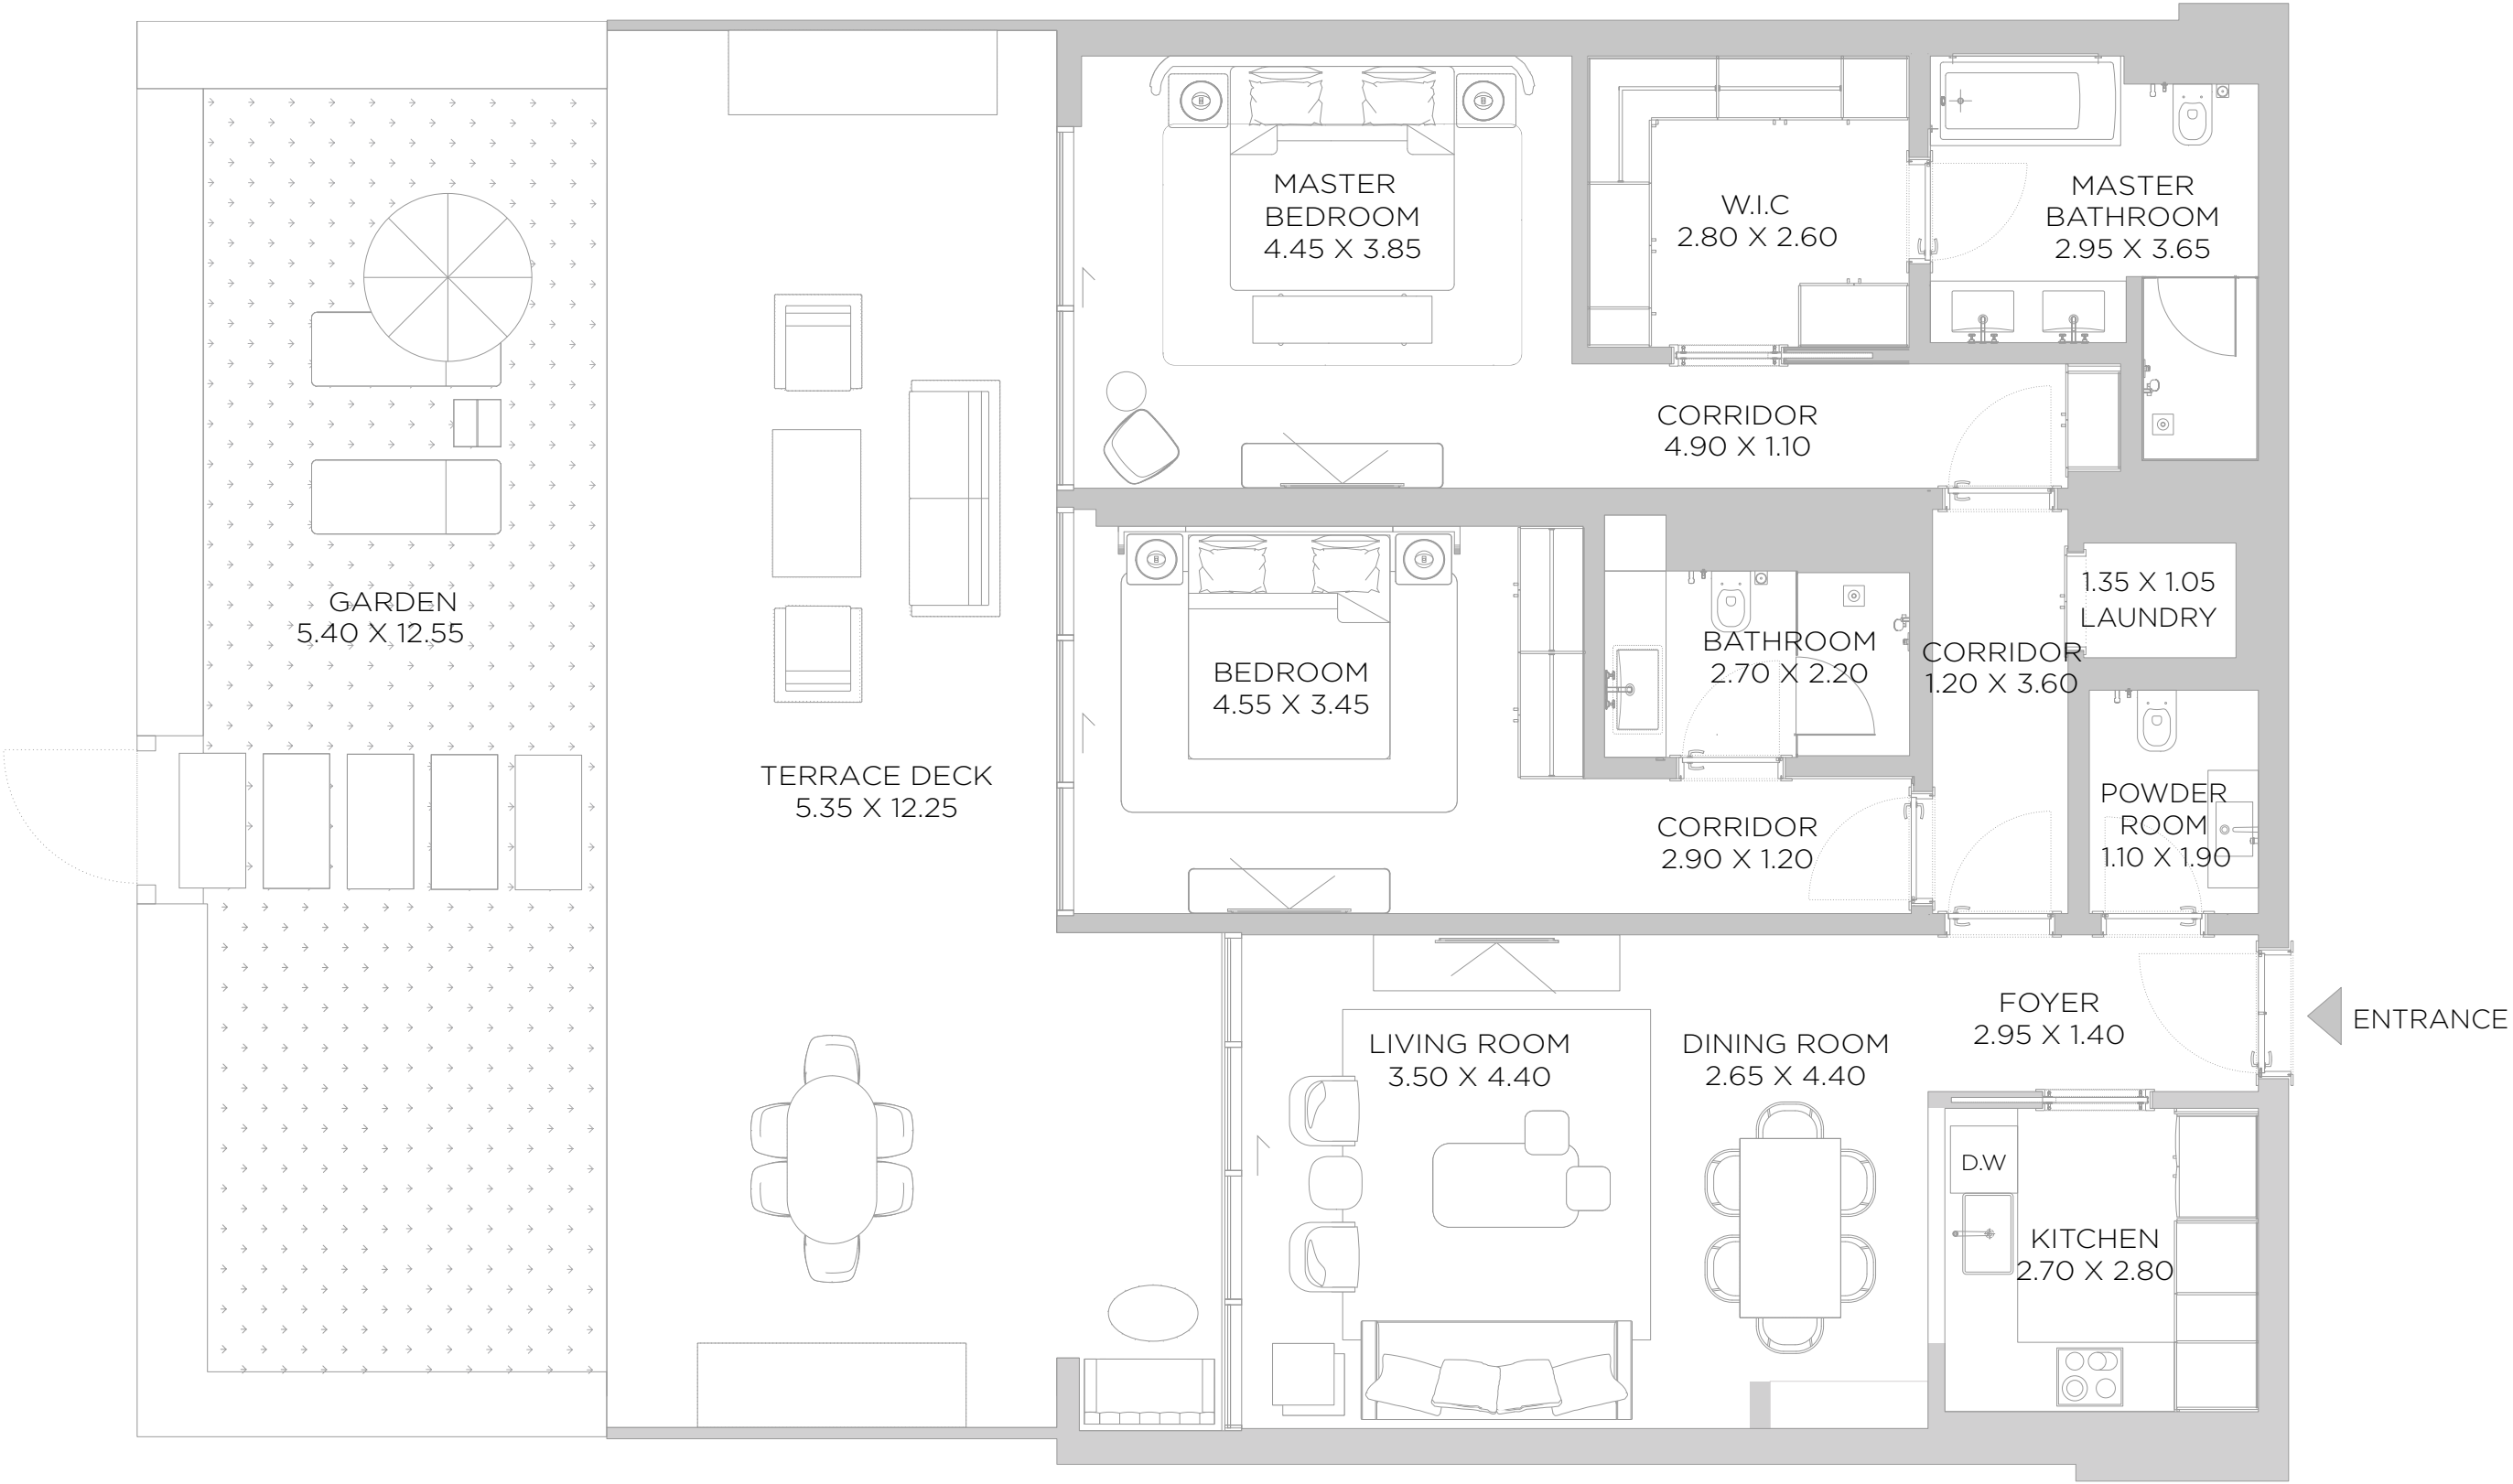 MASTER
BEDROOM
4.45 X 3.85
W.I.C
2.80 X 2.60
MASTER
BATHROOM
2.95 X 3.65
CORRIDOR
4.90 X 1.10
GARDEN
5.40 X 12.55
TERRACE DECK
5.35 X 12.25
BEDROOM
4.55 X 3.45
BATHROOM
2.70 X 2.20
CORRIDOR
1.20 X 3.60
1.35 X 1.05
LAUNDRY
CORRIDOR
2.90 X 1.20
POWDER
ROOM
1.10 X 1.90
LIVING ROOM
3.50 X 4.40
DINING ROOM
2.65 X 4.40
FOYER
2.95 X 1.40
ENTRANCE
D.W
KITCHEN
2.70 X 2.80